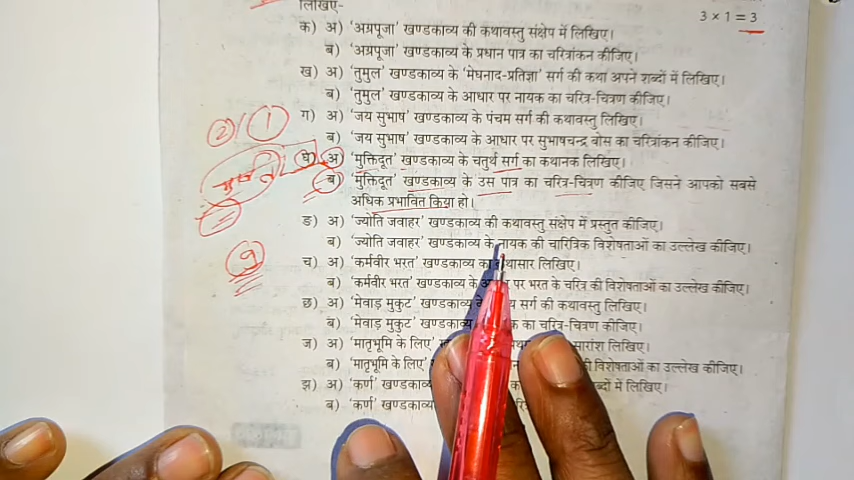 लिखिए-
3 × 1 = 3
क) अ) 'अग्रपूजा' खण्डकाव्य की कथावस्तु संक्षेप में लिखिए।
ब) 'अग्रपूजा' खण्डकाव्य के प्रधान पात्र का चरित्रांकन कीजिए।
ख) अ) 'तुमुल' खण्डकाव्य के 'मेघनाद-प्रतिज्ञा' सर्ग की कथा अपने शब्दों में लिखिए।
ब) 'तुमुल' खण्डकाव्य के आधार पर नायक का चरित्र-चित्रण कीजिए।
ग) अ) 'जय सुभाष' खण्डकाव्य के पंचम सर्ग की कथावस्तु लिखिए।
ब) 'जय सुभाष' खण्डकाव्य के आधार पर सुभाषचन्द्र बोस का चरित्रांकन कीजिए।
घ) अ) 'मुक्तिदूत' खण्डकाव्य के चतुर्थ सर्ग का कथानक लिखिए।
ब) 'मुक्तिदूत' खण्डकाव्य के उस पात्र का चरित्र-चित्रण कीजिए जिसने आपको सबसे
अधिक प्रभावित किया हो।
ङ) अ) 'ज्योति जवाहर' खण्डकाव्य की कथावस्तु संक्षेप में प्रस्तुत कीजिए।
ब) 'ज्योति जवाहर' खण्डकाव्य के नायक की चारित्रिक विशेषताओं का उल्लेख कीजिए।
च) अ) 'कर्मवीर भरत' खण्डकाव्य का लिखिए।
ब) 'कर्मवीर भरत' खण्डकाव्य के पर भरत के चरित्र की विशेषताओं का उल्लेख कीजिए।
छ) अ) 'मेवाड़ मुकुट' खण्डकाव्य सर्ग की कथावस्तु लिखिए।
ब) 'मेवाड़ मुकुट' खण्डकाव्य का चरित्र-चित्रण कीजिए।
ज) अ) 'मातृभूमि के लिए' सारांश लिखिए।
ब) 'मातृभूमि के लिए' विशेषताओं का उल्लेख कीजिए।
झ) अ) 'कर्ण' खण्डकाव्य में लिखिए।
ब) 'कर्ण' खण्डकाव्य